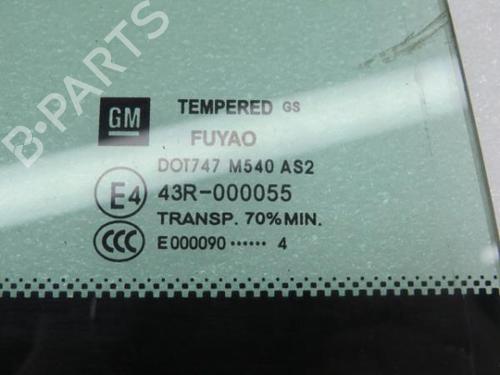 B-PARTS
GM TEMPERED GS
FUYAO
DOT747 M540 AS2
E4 43R-000055
TRANSP. 70% MIN.
CCC E000090 ...... 4